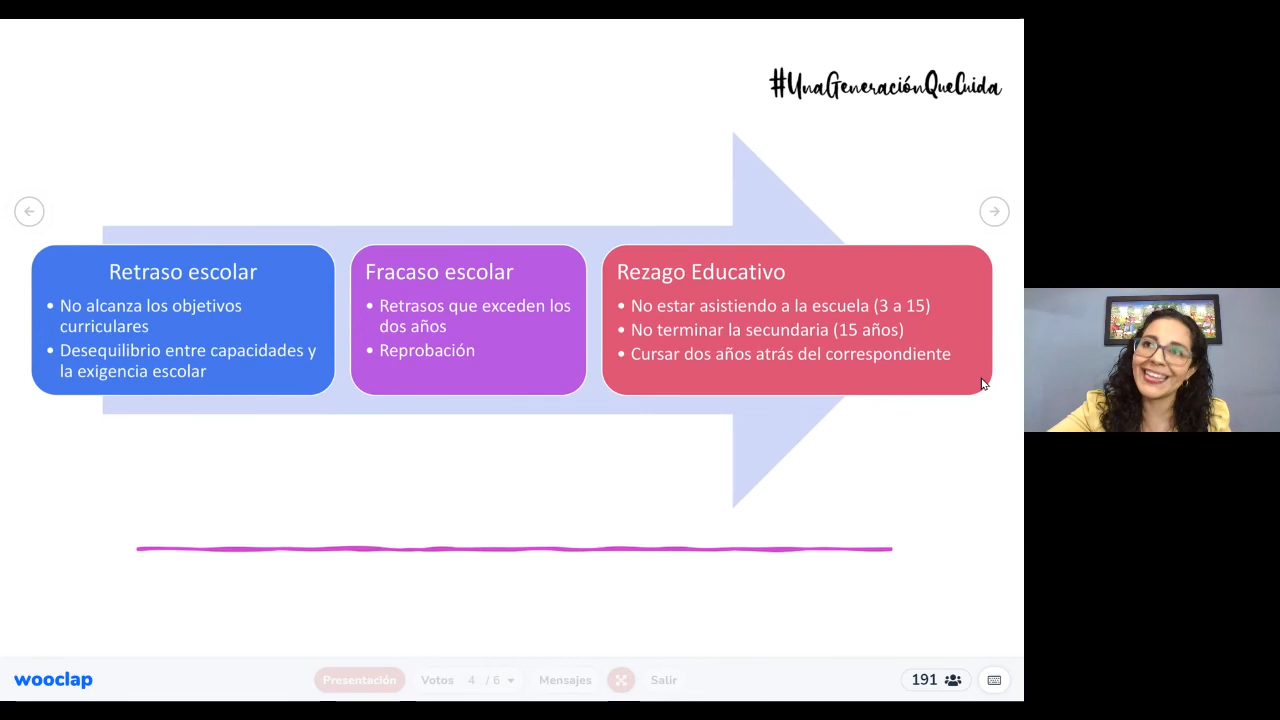 #UnaGeneraciónQueCuida
Retraso escolar
• No alcanza los objetivos
curriculares
• Desequilibrio entre capacidades y
la exigencia escolar
Fracaso escolar
• Retrasos que exceden los
dos años
• Reprobación
Rezago Educativo
• No estar asistiendo a la escuela (3 a 15)
• No terminar la secundaria (15 años)
• Cursar dos años atrás del correspondiente
wooclap
Presentación Votos 4 / 6 Mensajes Salir
191